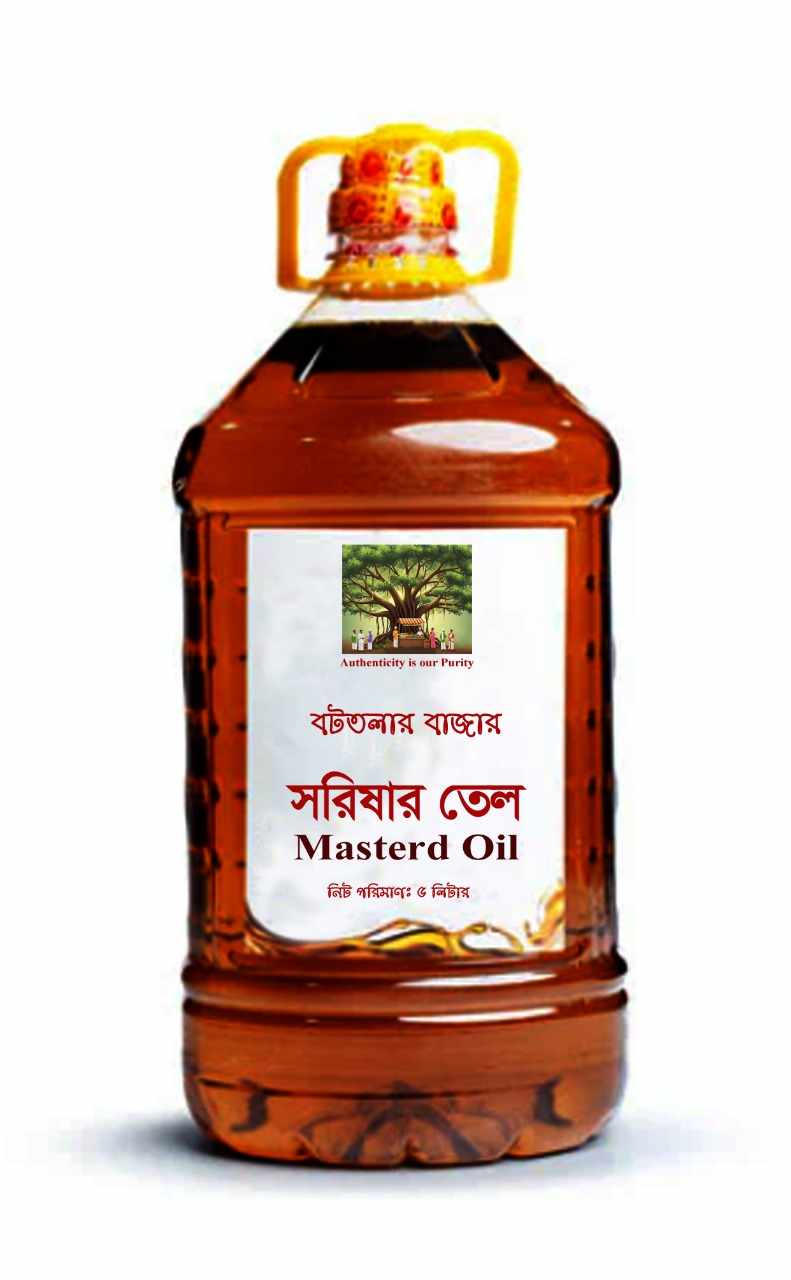 Authenticity is our Purity
বটতলার বাজার
সরিষার তেল
Masterd Oil
নিট পরিমাণঃ ৫ লিটার